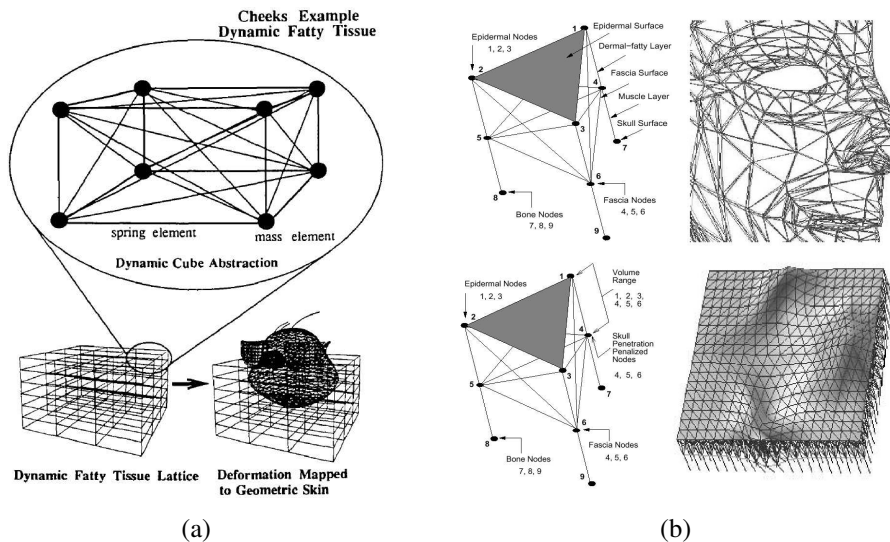 Cheeks Example
Dynamic Fatty Tissue
spring element
mass element
Dynamic Cube Abstraction
Dynamic Fatty Tissue Lattice
Deformation Mapped
to Geometric Skin
(a)
Epidermal Nodes
1, 2, 3
1
2
3
4
5
6
7
8
9
Epidermal Surface
Dermal-fatty Layer
Fascia Surface
Muscle Layer
Skull Surface
Bone Nodes
7, 8, 9
Fascia Nodes
4, 5, 6
Epidermal Nodes
1, 2, 3
1
2
3
4
5
6
7
8
9
Volume
Range
1, 2, 3,
4, 5, 6
Skull
Penetration
Penalized
Nodes
4, 5, 6
Bone Nodes
7, 8, 9
Fascia Nodes
4, 5, 6
(b)